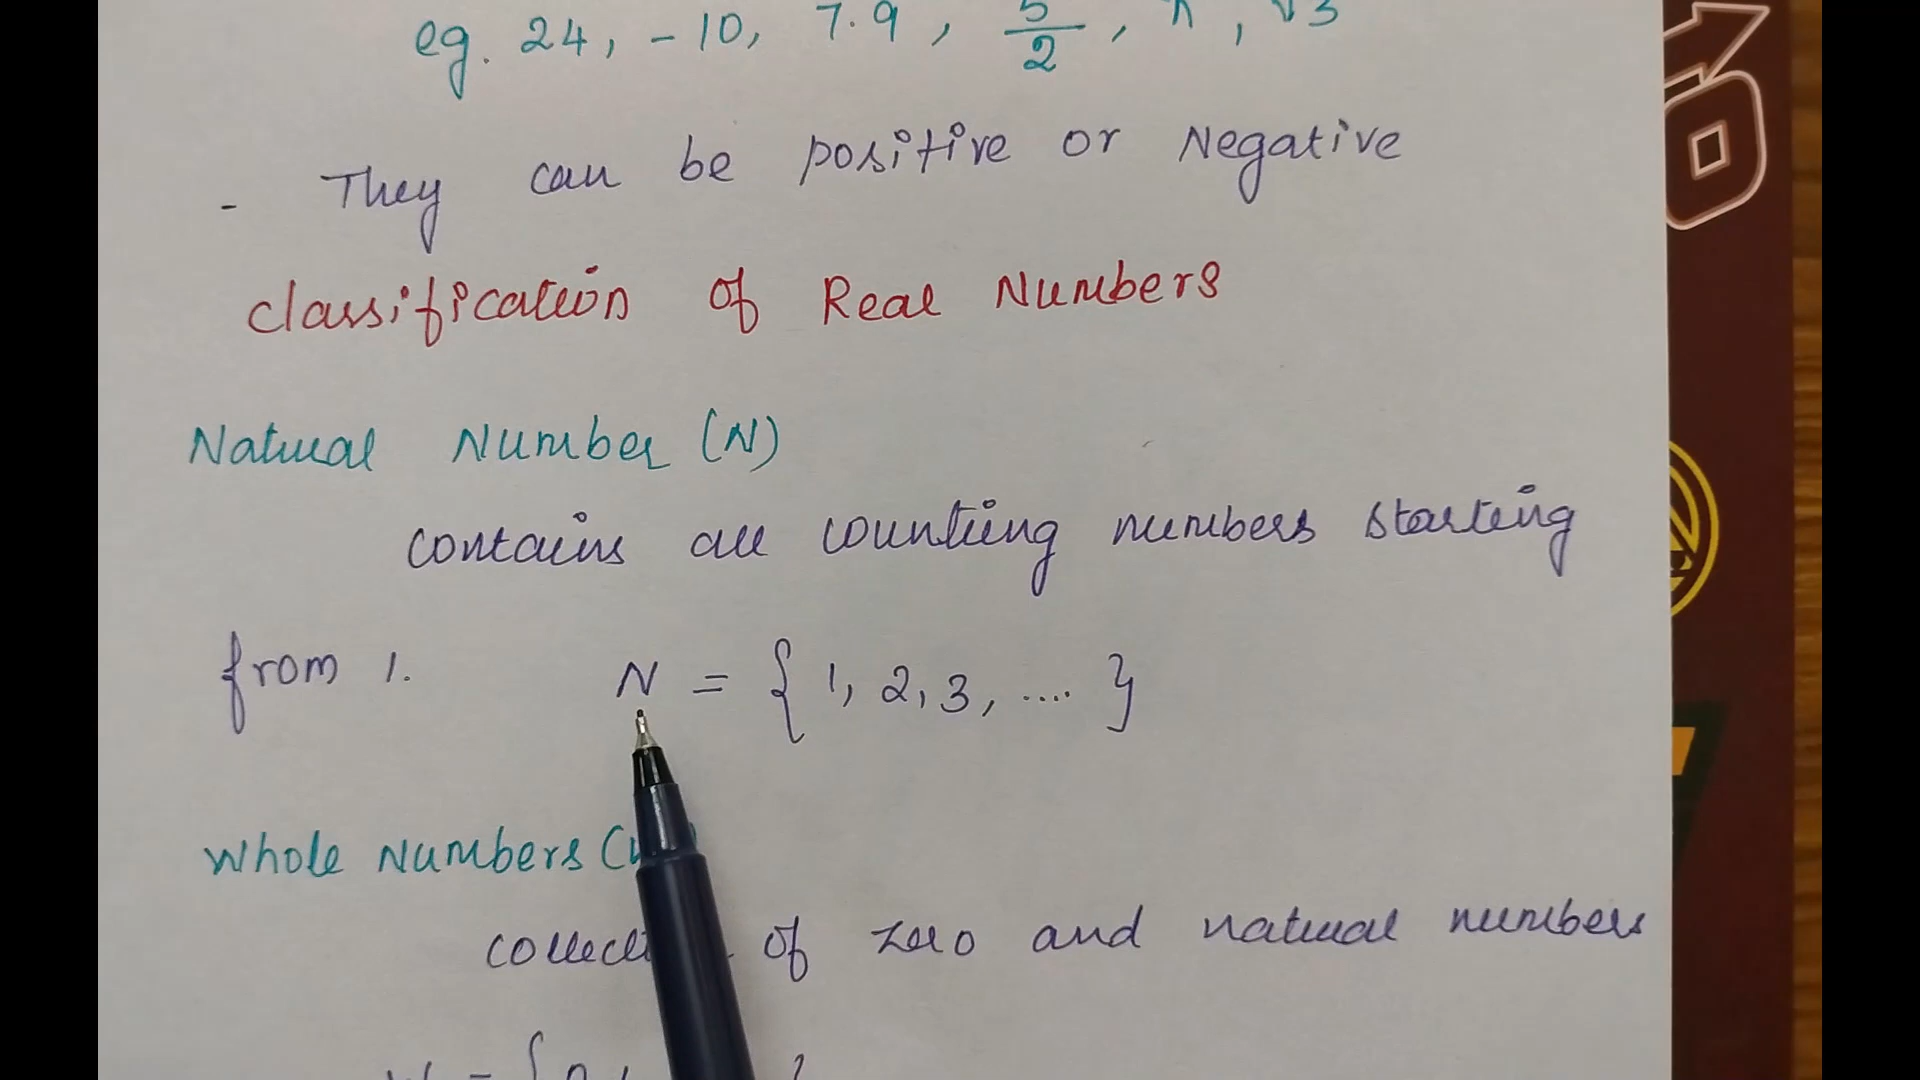 eg. 24, -10, 7.9, 5/2, π, √3
- They can be positive or Negative
classification of Real Numbers
Natural Number (N)
contains all counting numbers starting
from 1. N = { 1, 2, 3, .... }
Whole Numbers (
of zero and natural numbers
W = {